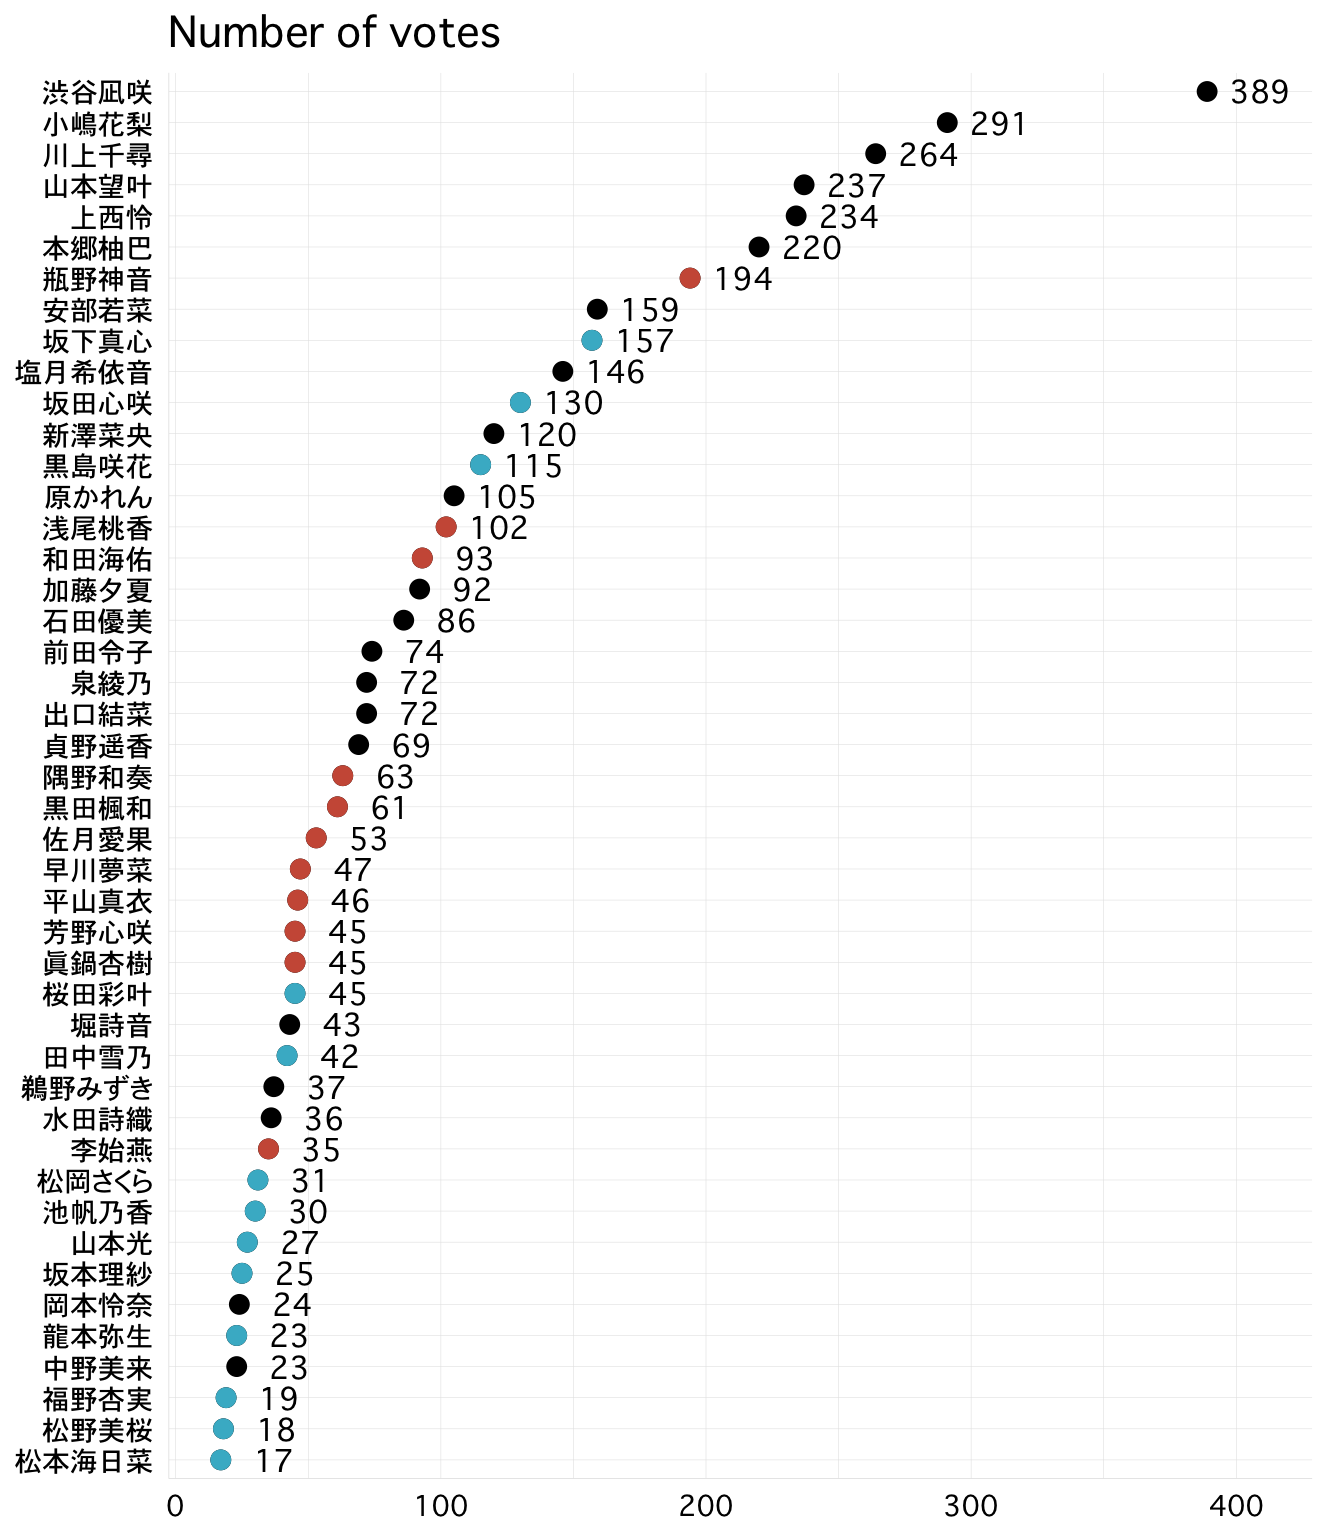 Number of votes
渋谷凪咲 389
小嶋花梨 291
川上千尋 264
山本望叶 237
上西怜 234
本郷柚巴 220
瓶野神音 194
安部若菜 159
坂下真心 157
塩月希依音 146
坂田心咲 130
新澤菜央 120
黒島咲花 115
原かれん 105
浅尾桃香 102
和田海佑 93
加藤夕夏 92
石田優美 86
前田令子 74
泉綾乃 72
出口結菜 72
貞野遥香 69
隅野和奏 63
黒田楓和 61
佐月愛果 53
早川夢菜 47
平山真衣 46
芳野心咲 45
眞鍋杏樹 45
桜田彩叶 45
堀詩音 43
田中雪乃 42
鵜野みずき 37
水田詩織 36
李始燕 35
松岡さくら 31
池帆乃香 30
山本光 27
坂本理紗 25
岡本怜奈 24
龍本弥生 23
中野美来 23
福野杏実 19
松野美桜 18
松本海日菜 17
0 100 200 300 400